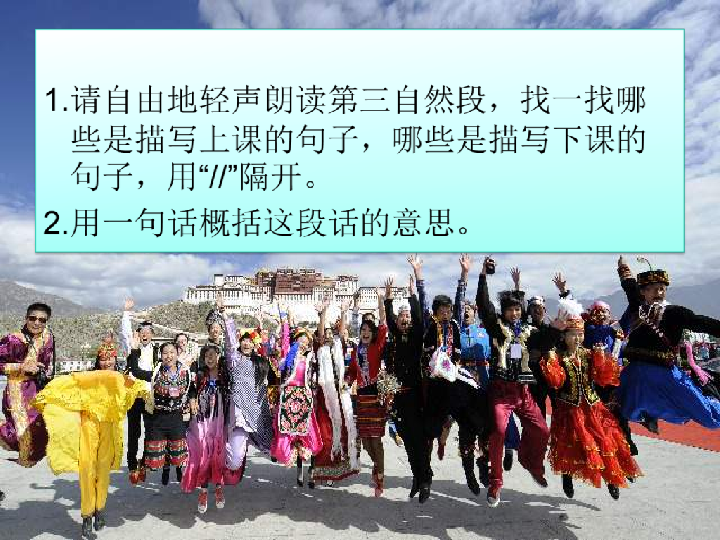 1.请自由地轻声朗读第三自然段，找一找哪
些是描写上课的句子，哪些是描写下课的
句子，用“//”隔开。
2.用一句话概括这段话的意思。